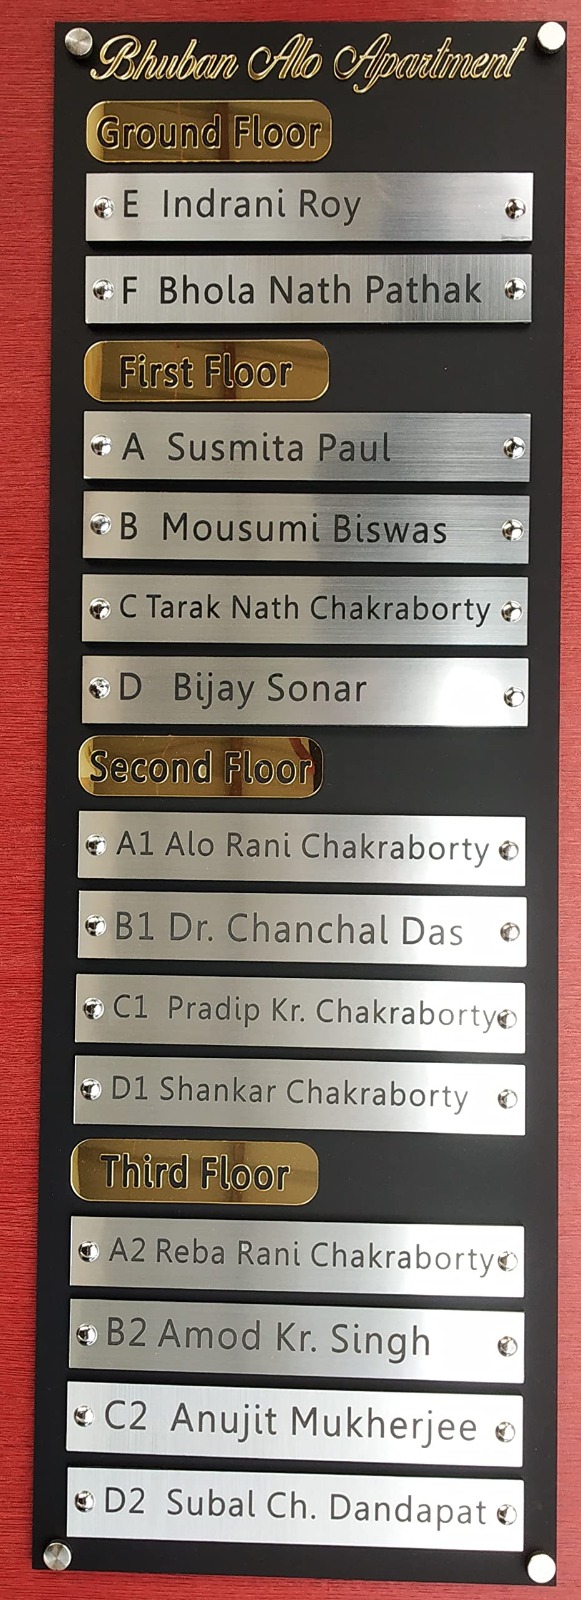 Bhuban Alo Apartment
Ground Floor
E Indrani Roy
F Bhola Nath Pathak
First Floor
A Susmita Paul
B Mousumi Biswas
C Tarak Nath Chakraborty
D Bijay Sonar
Second Floor
A1 Alo Rani Chakraborty
B1 Dr. Chanchal Das
C1 Pradip Kr. Chakraborty
D1 Shankar Chakraborty
Third Floor
A2 Reba Rani Chakraborty
B2 Amod Kr. Singh
C2 Anujit Mukherjee
D2 Subal Ch. Dandapat